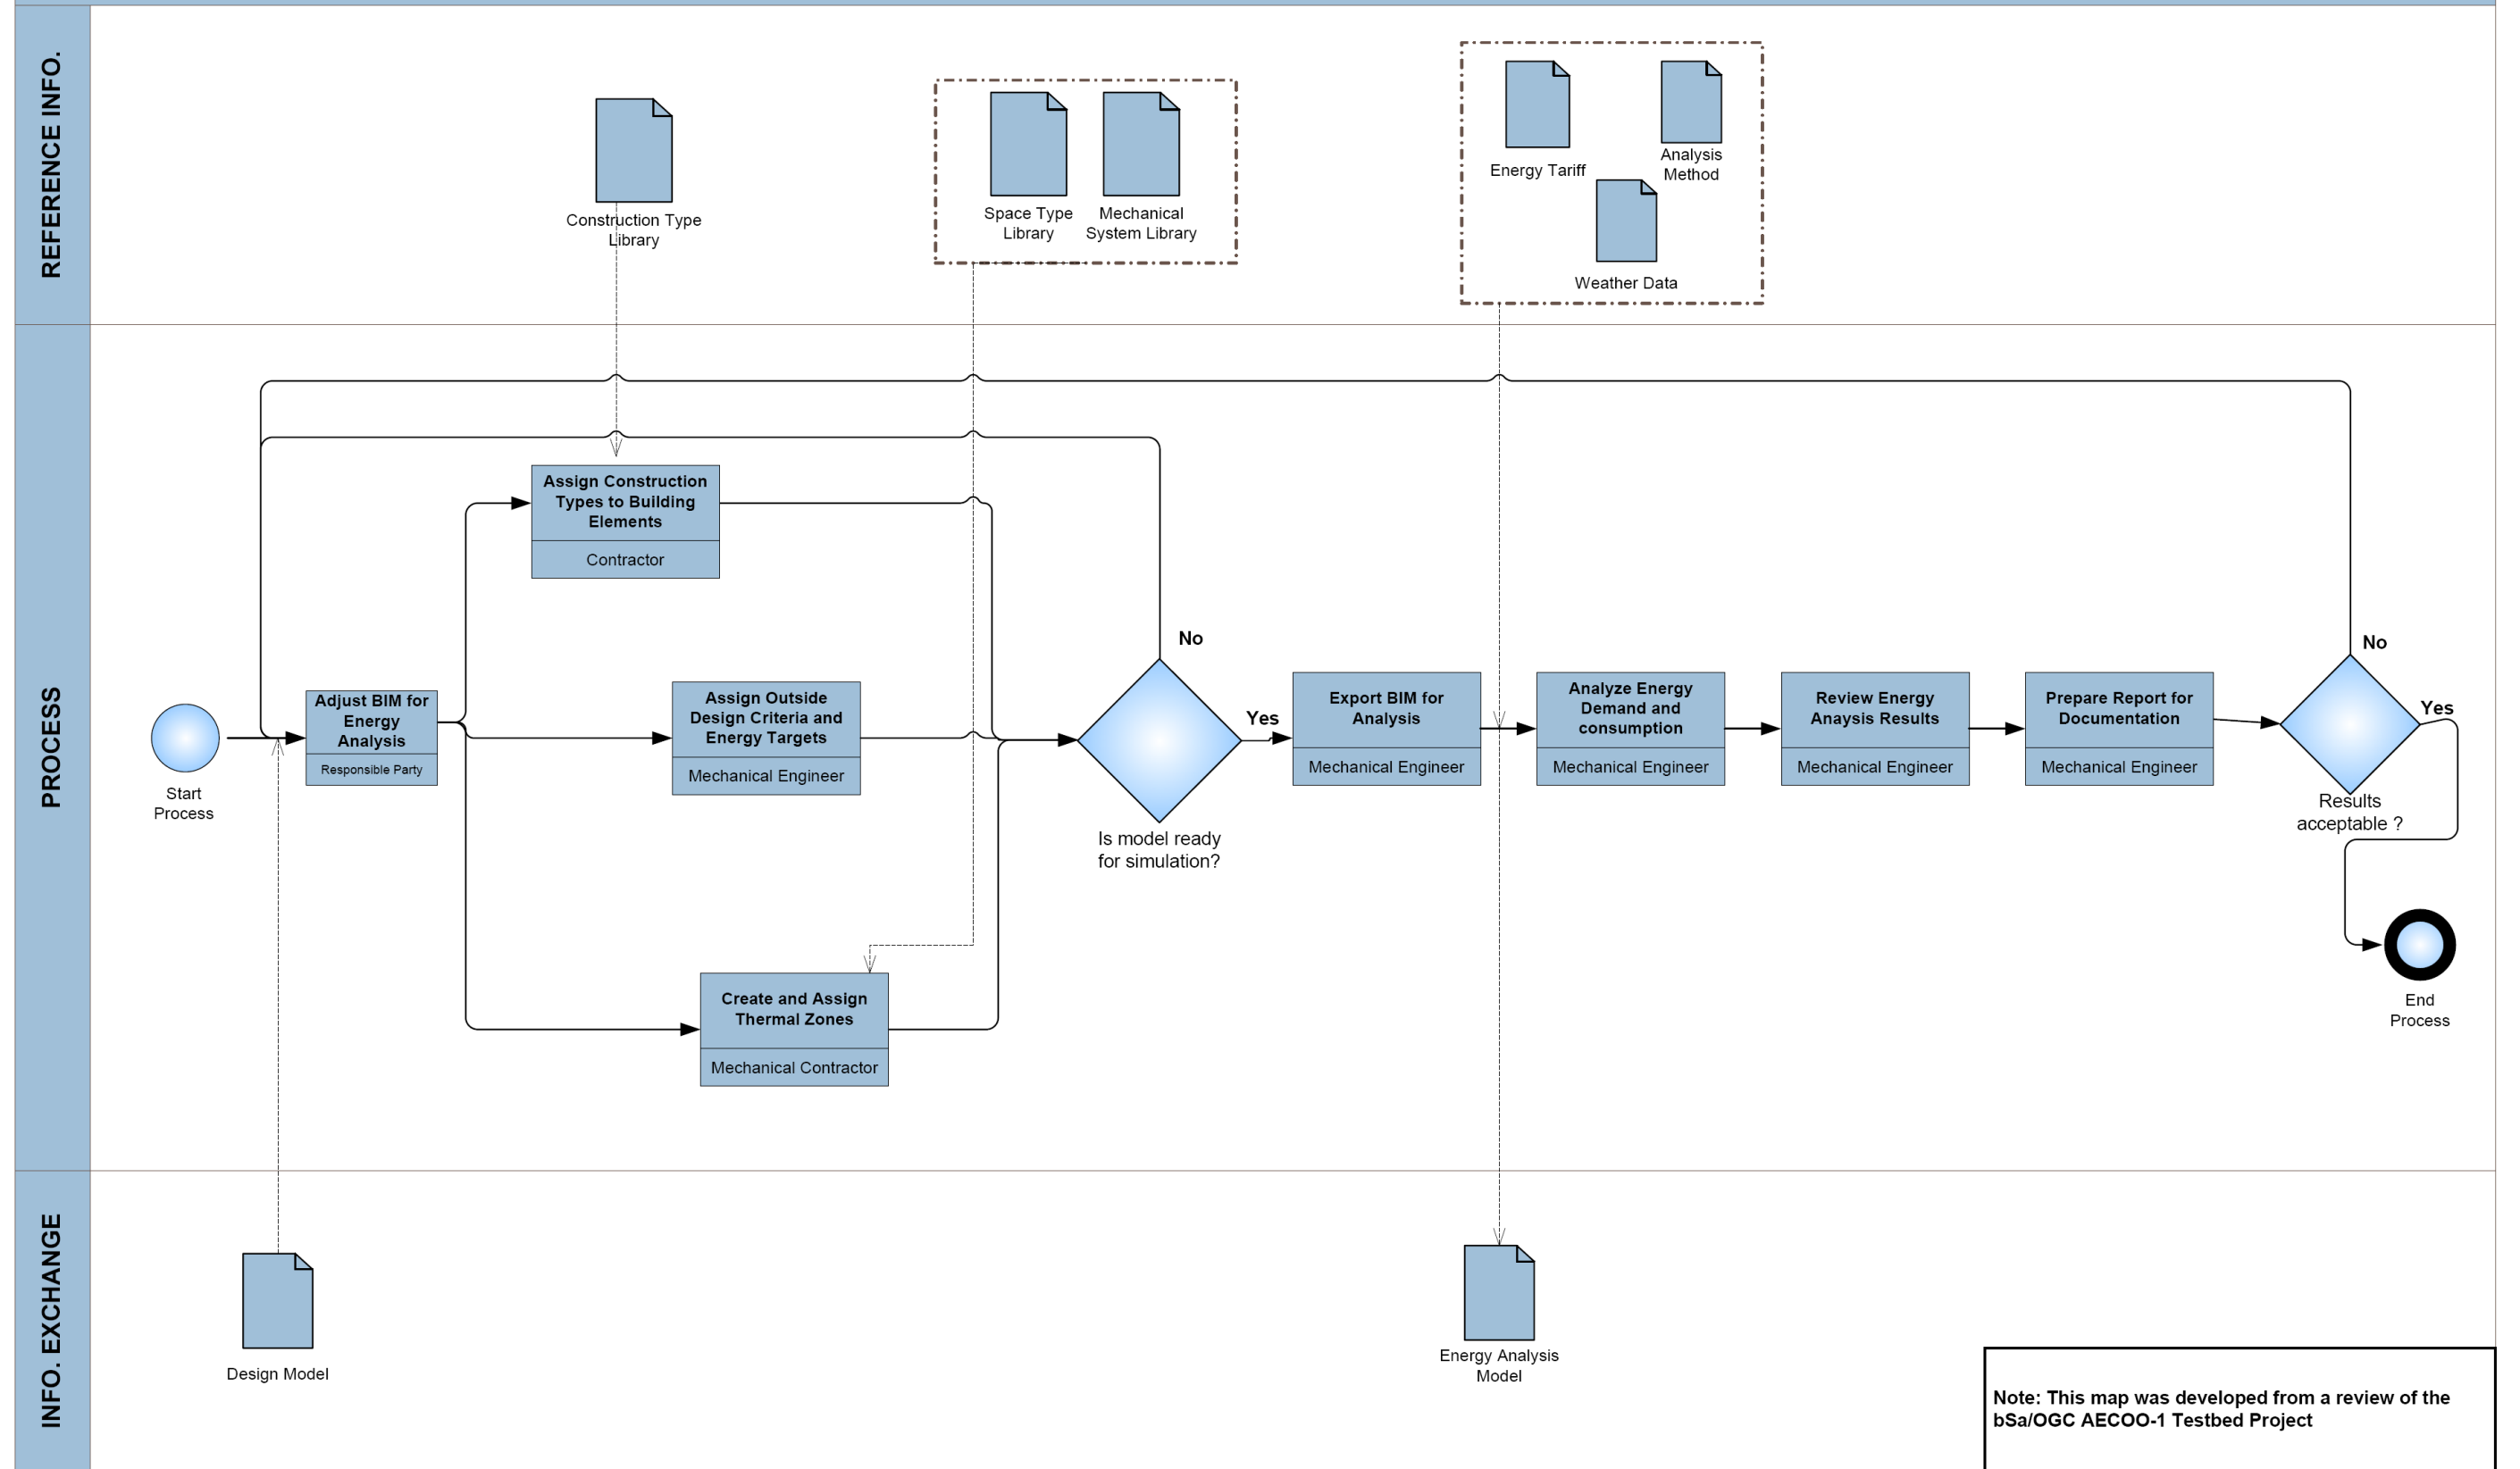 REFERENCE INFO.
Construction Type
Library
Space Type
Library
Mechanical
System Library
Energy Tariff
Analysis
Method
Weather Data
PROCESS
Start
Process
Adjust BIM for
Energy
Analysis
Responsible Party
Assign Construction
Types to Building
Elements
Contractor
Assign Outside
Design Criteria and
Energy Targets
Mechanical Engineer
Create and Assign
Thermal Zones
Mechanical Contractor
No
Yes
Is model ready
for simulation?
Export BIM for
Analysis
Mechanical Engineer
Analyze Energy
Demand and
consumption
Mechanical Engineer
Review Energy
Anaysis Results
Mechanical Engineer
Prepare Report for
Documentation
Mechanical Engineer
No
Yes
Results
acceptable ?
End
Process
INFO. EXCHANGE
Design Model
Energy Analysis
Model
Note: This map was developed from a review of the
bSa/OGC AECOO-1 Testbed Project